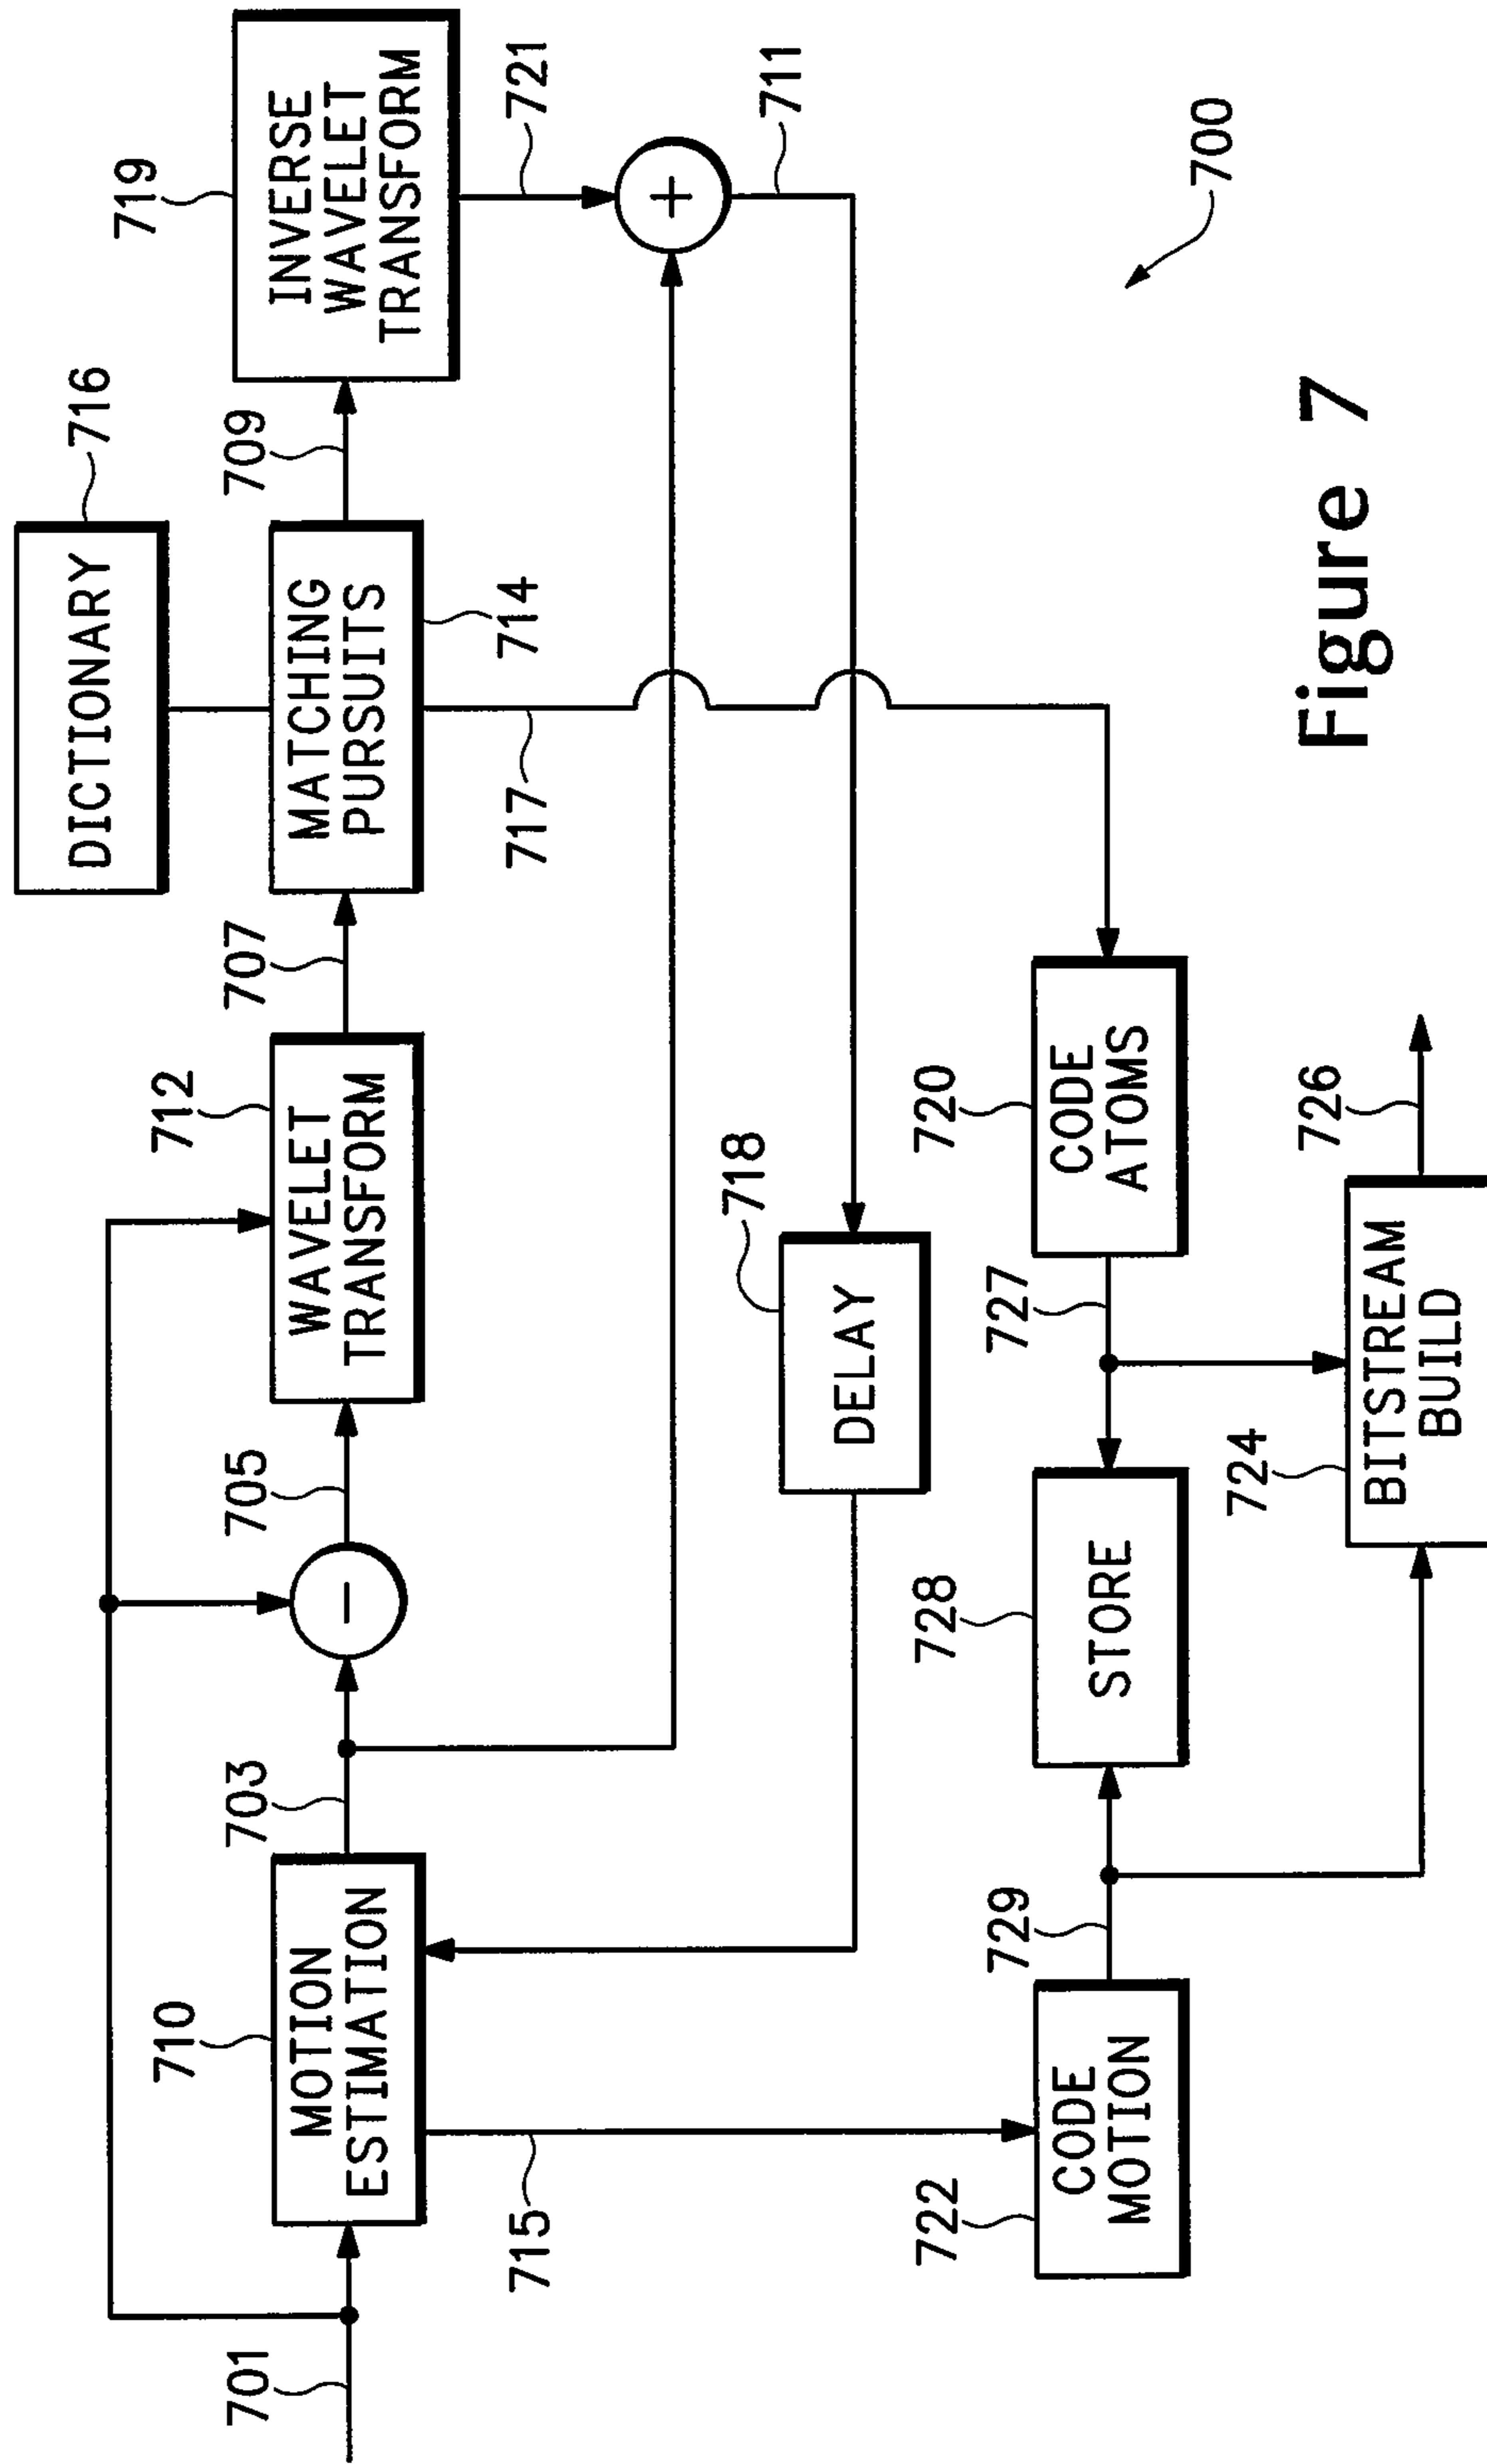 716
DICTIONARY
719
712
707
709
710
703
705
701
MOTION
ESTIMATION
WAVELET
TRANSFORM
MATCHING
PURSUITS
INVERSE
WAVELET
TRANSFORM
715
717
714
721
718
DELAY
711
722
728
720
729
727
CODE
MOTION
STORE
CODE
ATOMS
700
724
726
BITSTREAM
BUILD
Figure 7
-
+